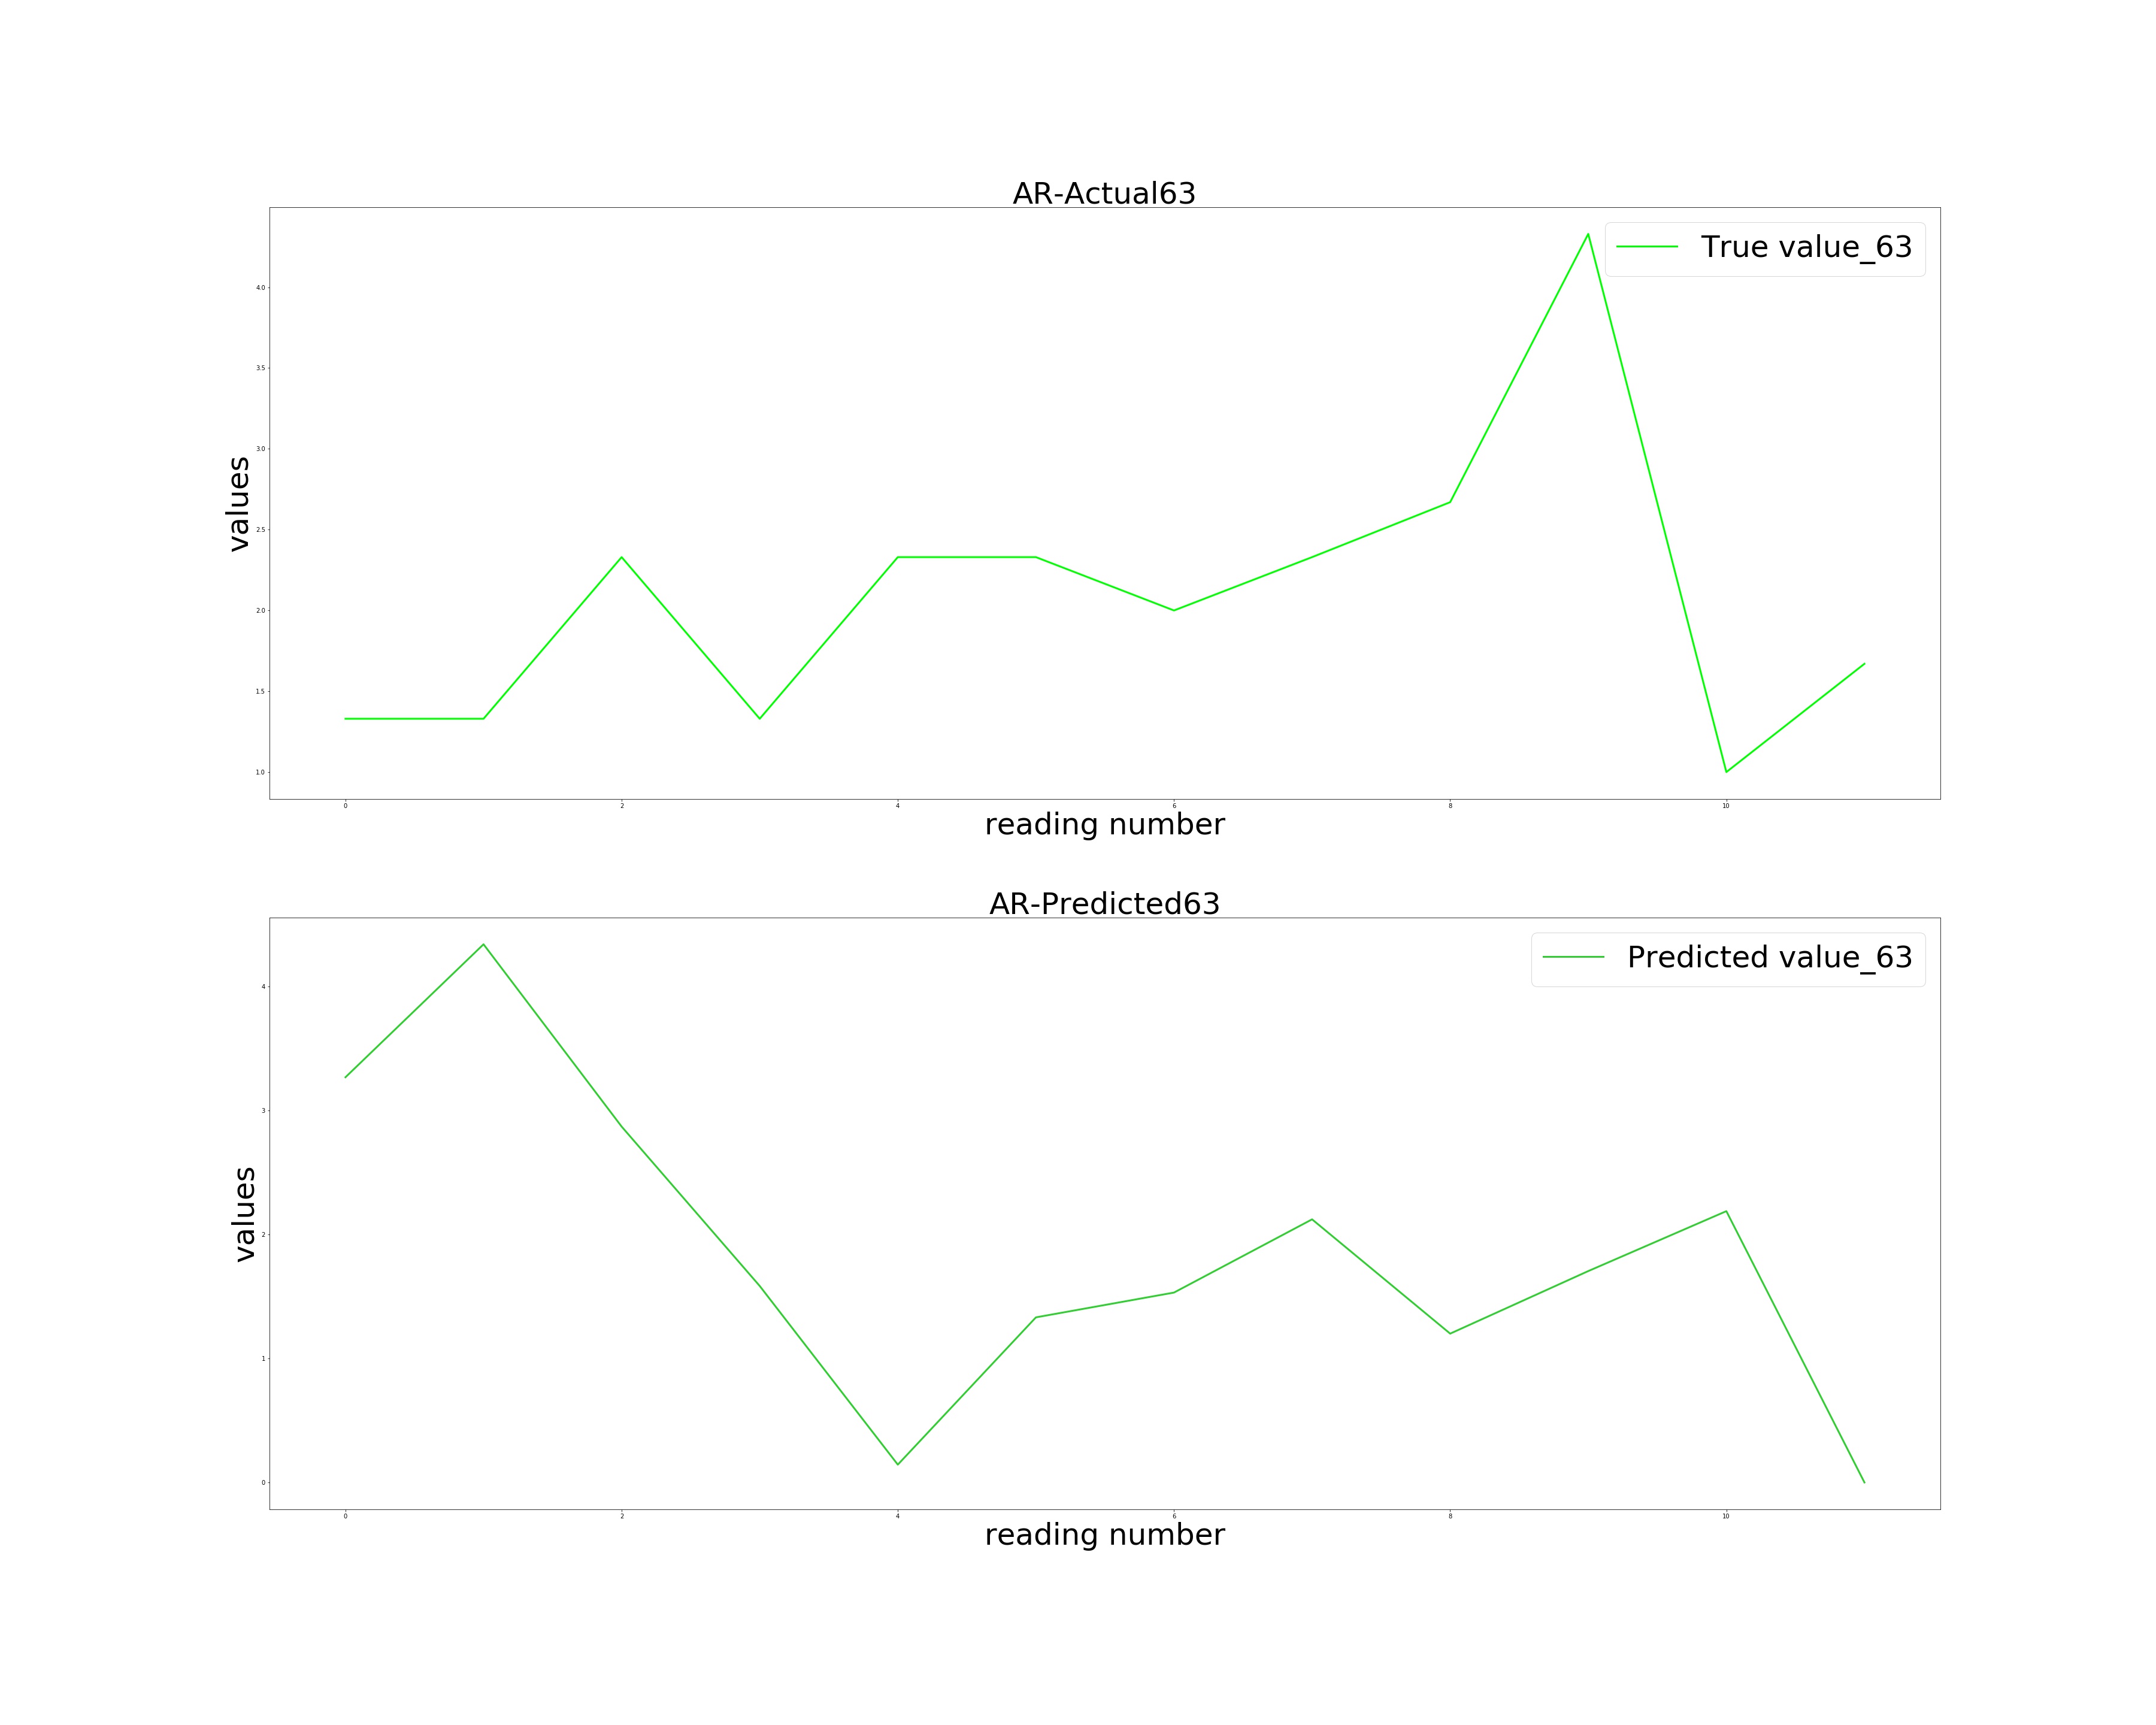 AR-Actual63
True value_63
values
4.0
3.5
3.0
2.5
2.0
1.5
1.0
0 2 4 6 8 10
reading number
AR-Predicted63
Predicted value_63
values
4
3
2
1
0
0 2 4 6 8 10
reading number